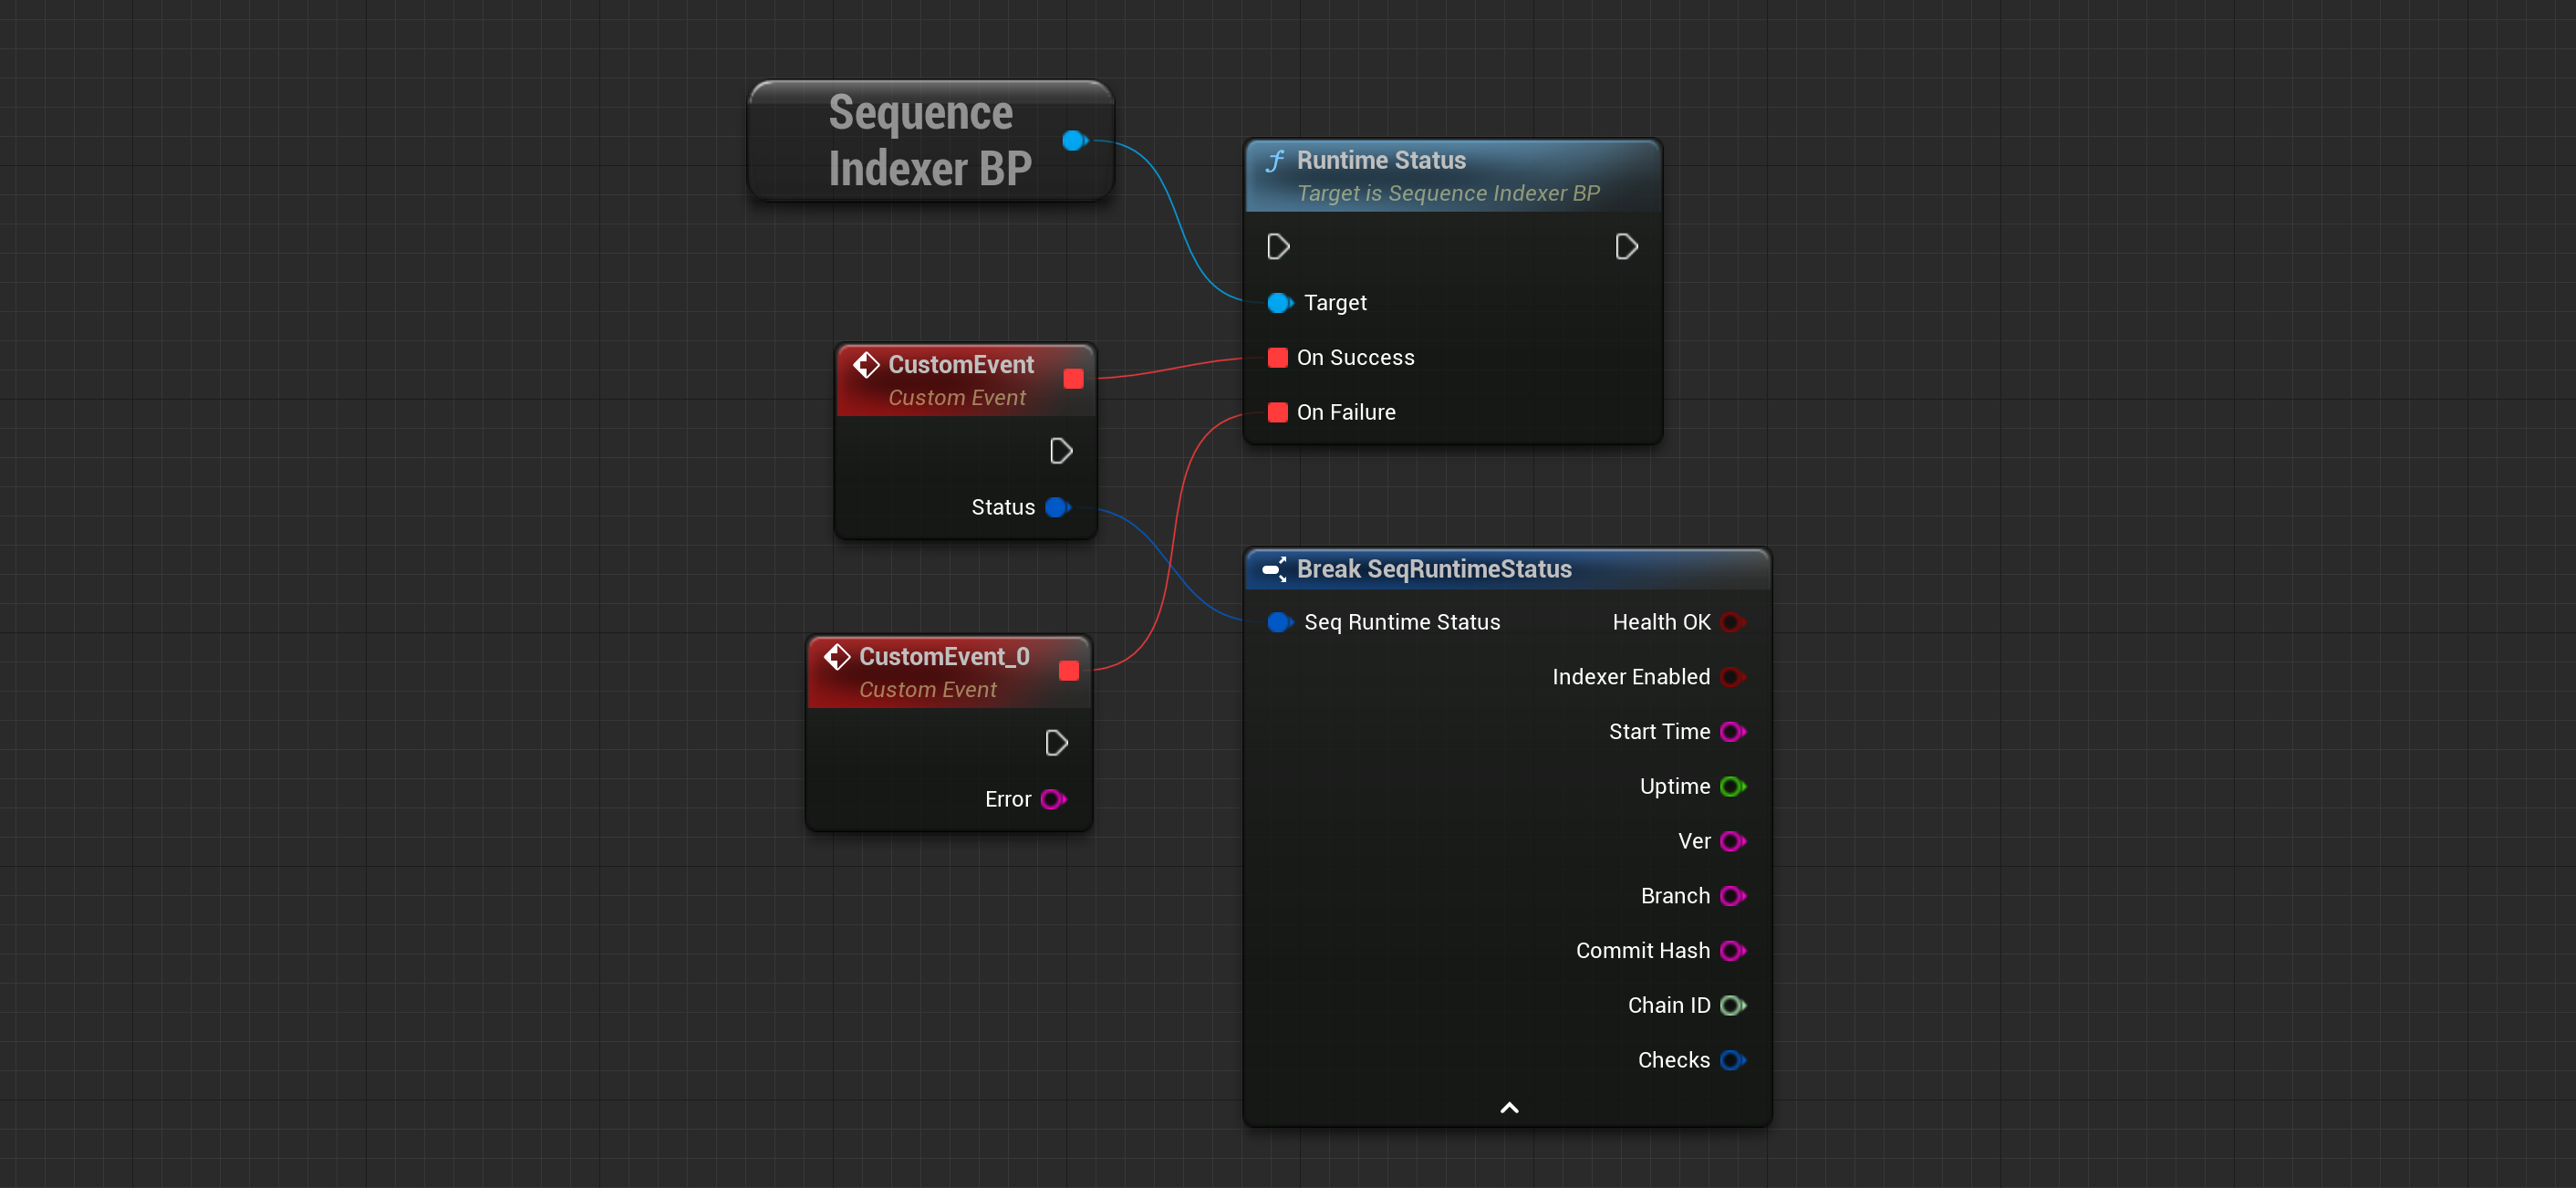 Sequence
Indexer BP
Runtime Status
Target is Sequence Indexer BP
Target
On Success
On Failure
CustomEvent
Custom Event
Status
CustomEvent_0
Custom Event
Error
Break SeqRuntimeStatus
Seq Runtime Status Health OK
Indexer Enabled
Start Time
Uptime
Ver
Branch
Commit Hash
Chain ID
Checks